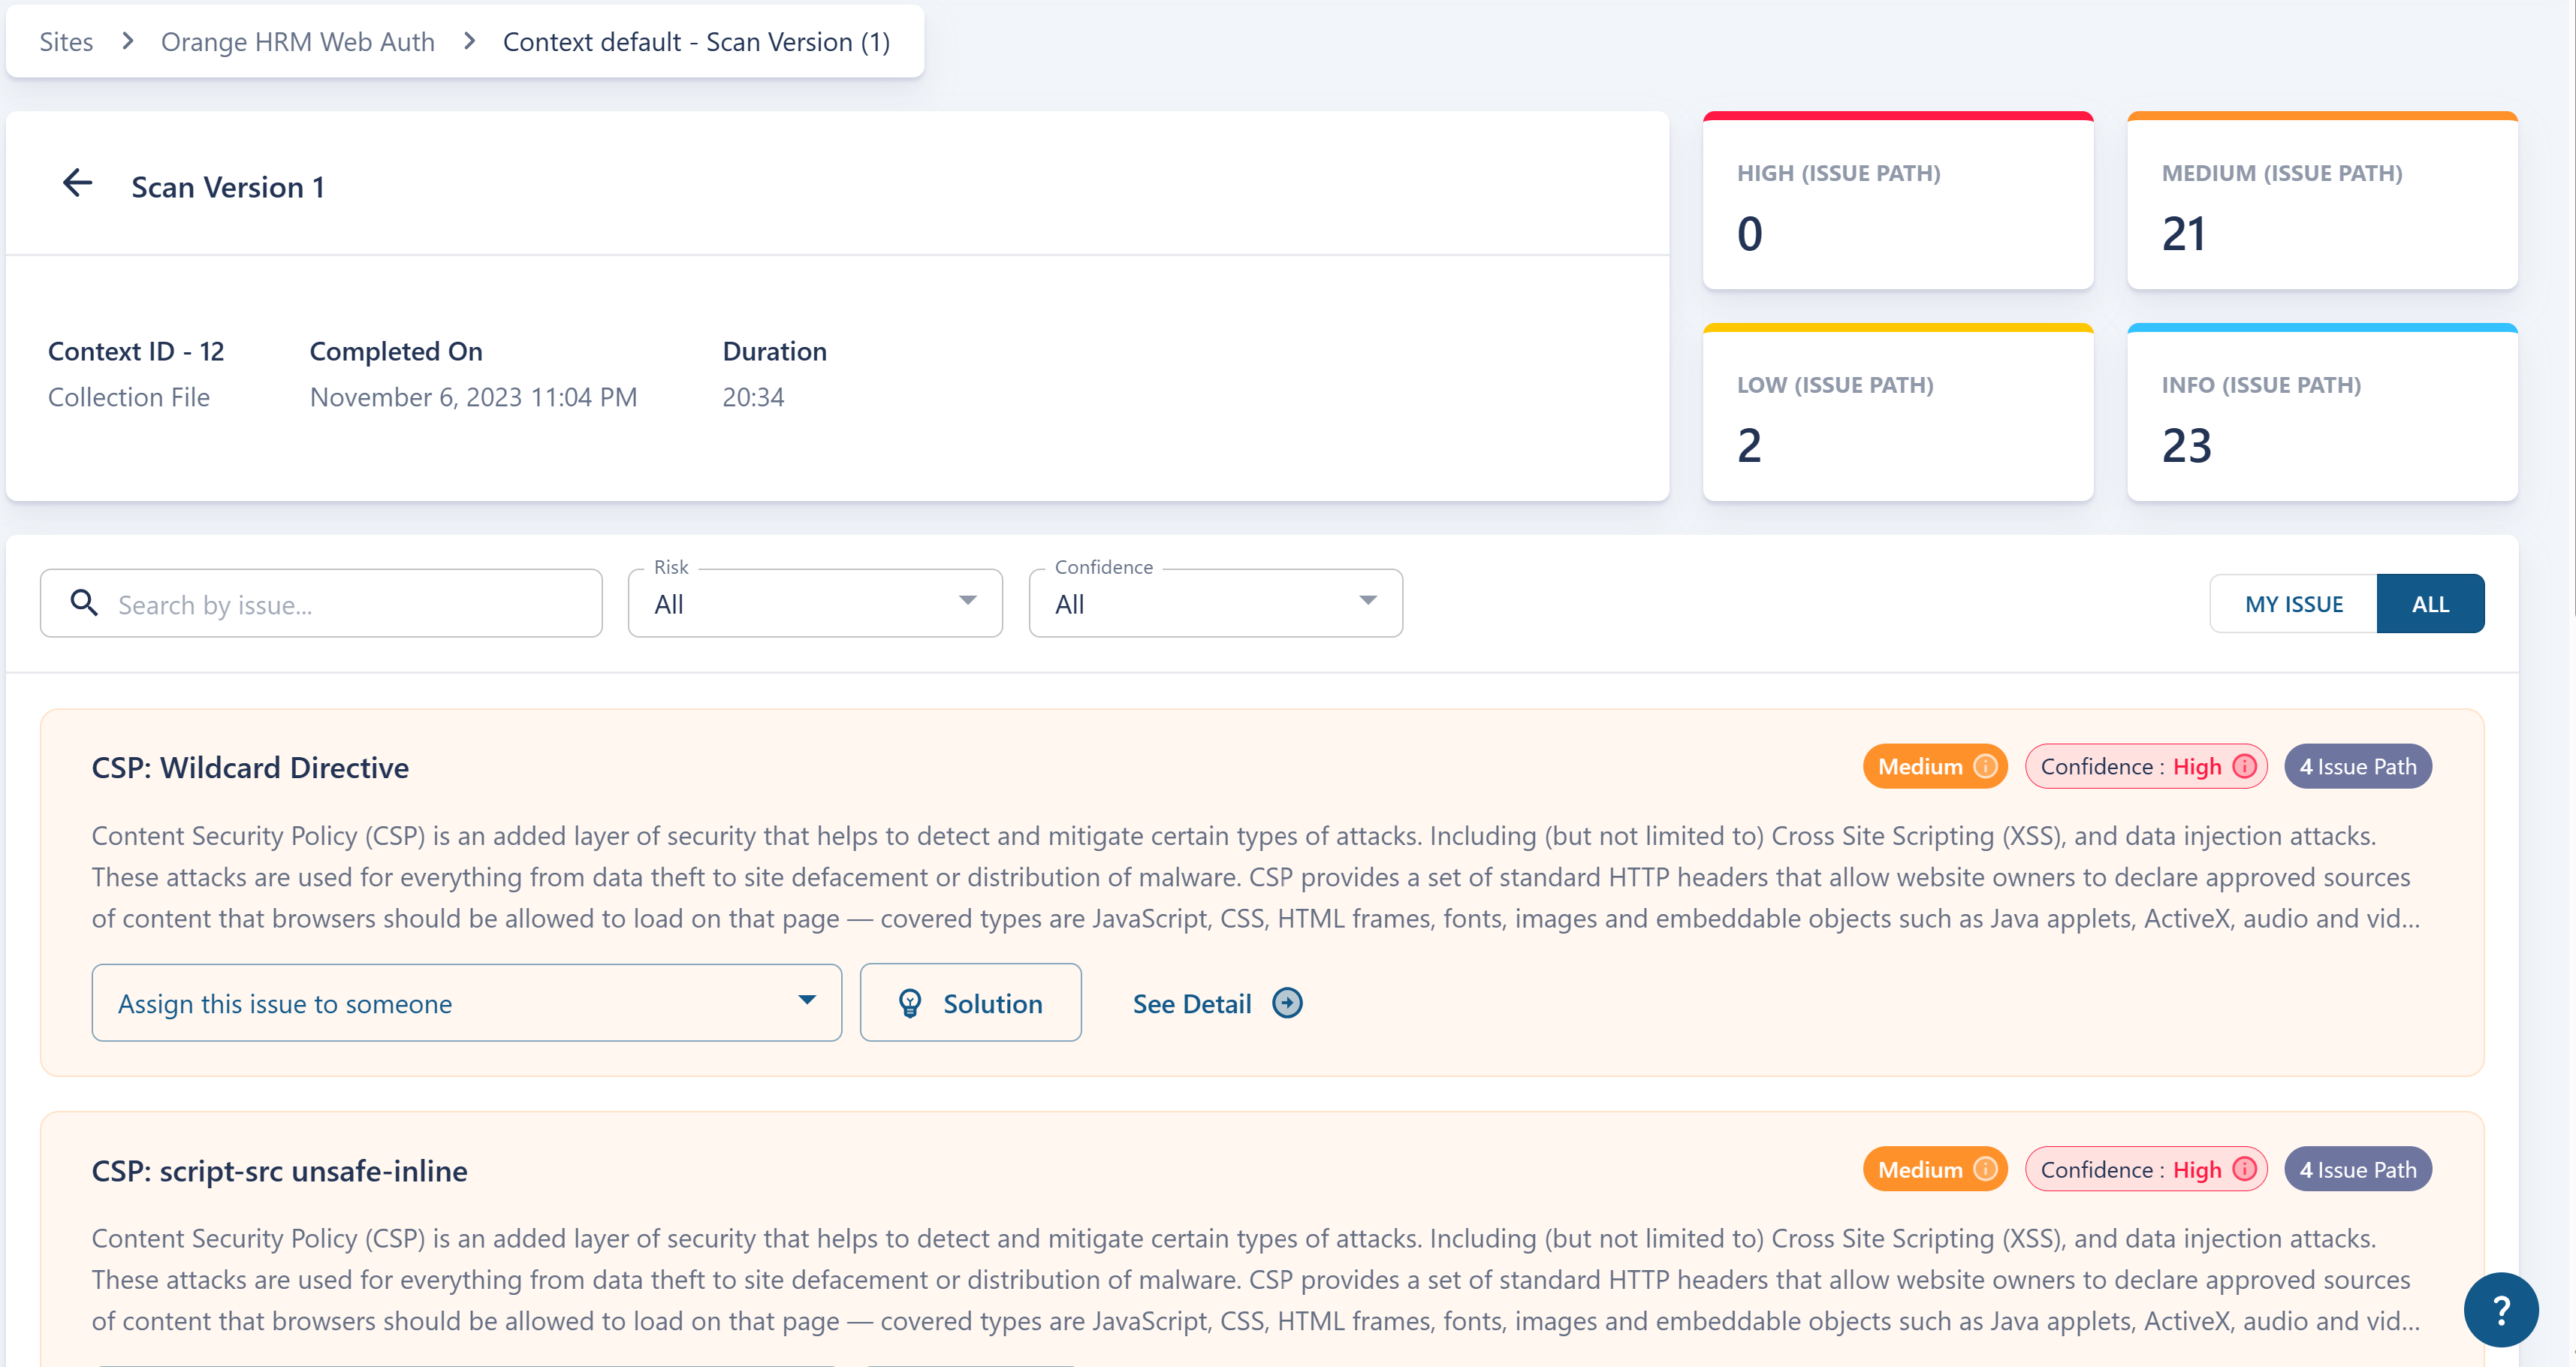 Sites > Orange HRM Web Auth > Context default - Scan Version (1)
Scan Version 1
Context ID - 12
Collection File
Completed On
November 6, 2023 11:04 PM
Duration
20:34
HIGH (ISSUE PATH)
0
MEDIUM (ISSUE PATH)
21
LOW (ISSUE PATH)
2
INFO (ISSUE PATH)
23
Search by issue...
Risk
All
Confidence
All
MY ISSUE
ALL
CSP: Wildcard Directive
Medium
Confidence : High
4 Issue Path
Content Security Policy (CSP) is an added layer of security that helps to detect and mitigate certain types of attacks. Including (but not limited to) Cross Site Scripting (XSS), and data injection attacks.
These attacks are used for everything from data theft to site defacement or distribution of malware. CSP provides a set of standard HTTP headers that allow website owners to declare approved sources
of content that browsers should be allowed to load on that page — covered types are JavaScript, CSS, HTML frames, fonts, images and embeddable objects such as Java applets, ActiveX, audio and vid...
Assign this issue to someone
Solution
See Detail
CSP: script-src unsafe-inline
Medium
Confidence : High
4 Issue Path
Content Security Policy (CSP) is an added layer of security that helps to detect and mitigate certain types of attacks. Including (but not limited to) Cross Site Scripting (XSS), and data injection attacks.
These attacks are used for everything from data theft to site defacement or distribution of malware. CSP provides a set of standard HTTP headers that allow website owners to declare approved sources
of content that browsers should be allowed to load on that page — covered types are JavaScript, CSS, HTML frames, fonts, images and embeddable objects such as Java applets, ActiveX, audio and vid...
?